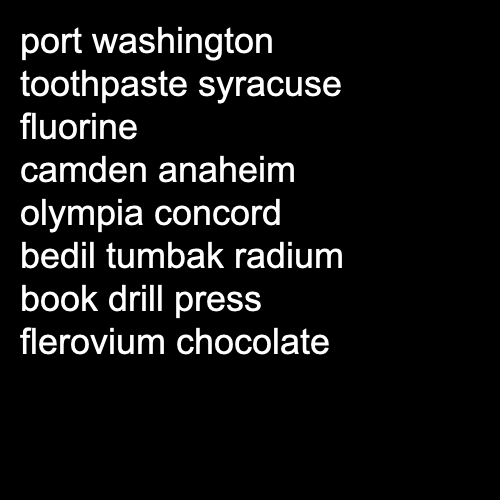 port washington
toothpaste syracuse
fluorine
camden anaheim
olympia concord
bedil tumbak radium
book drill press
flerovium chocolate